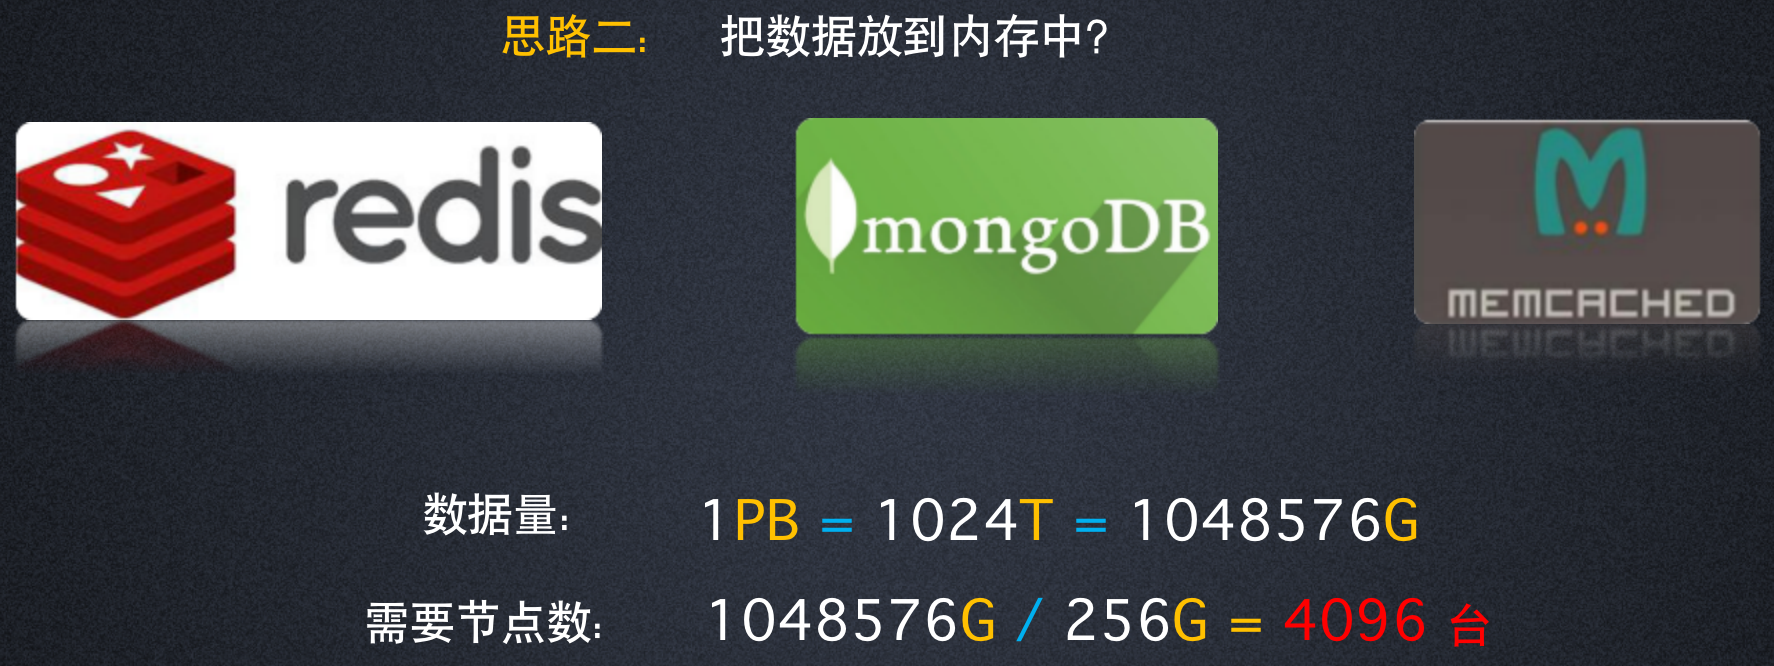 思路二: 把数据放到内存中?
redis
mongoDB
MEMCACHED
数据量: 1PB = 1024T = 1048576G
需要节点数: 1048576G / 256G = 4096 台